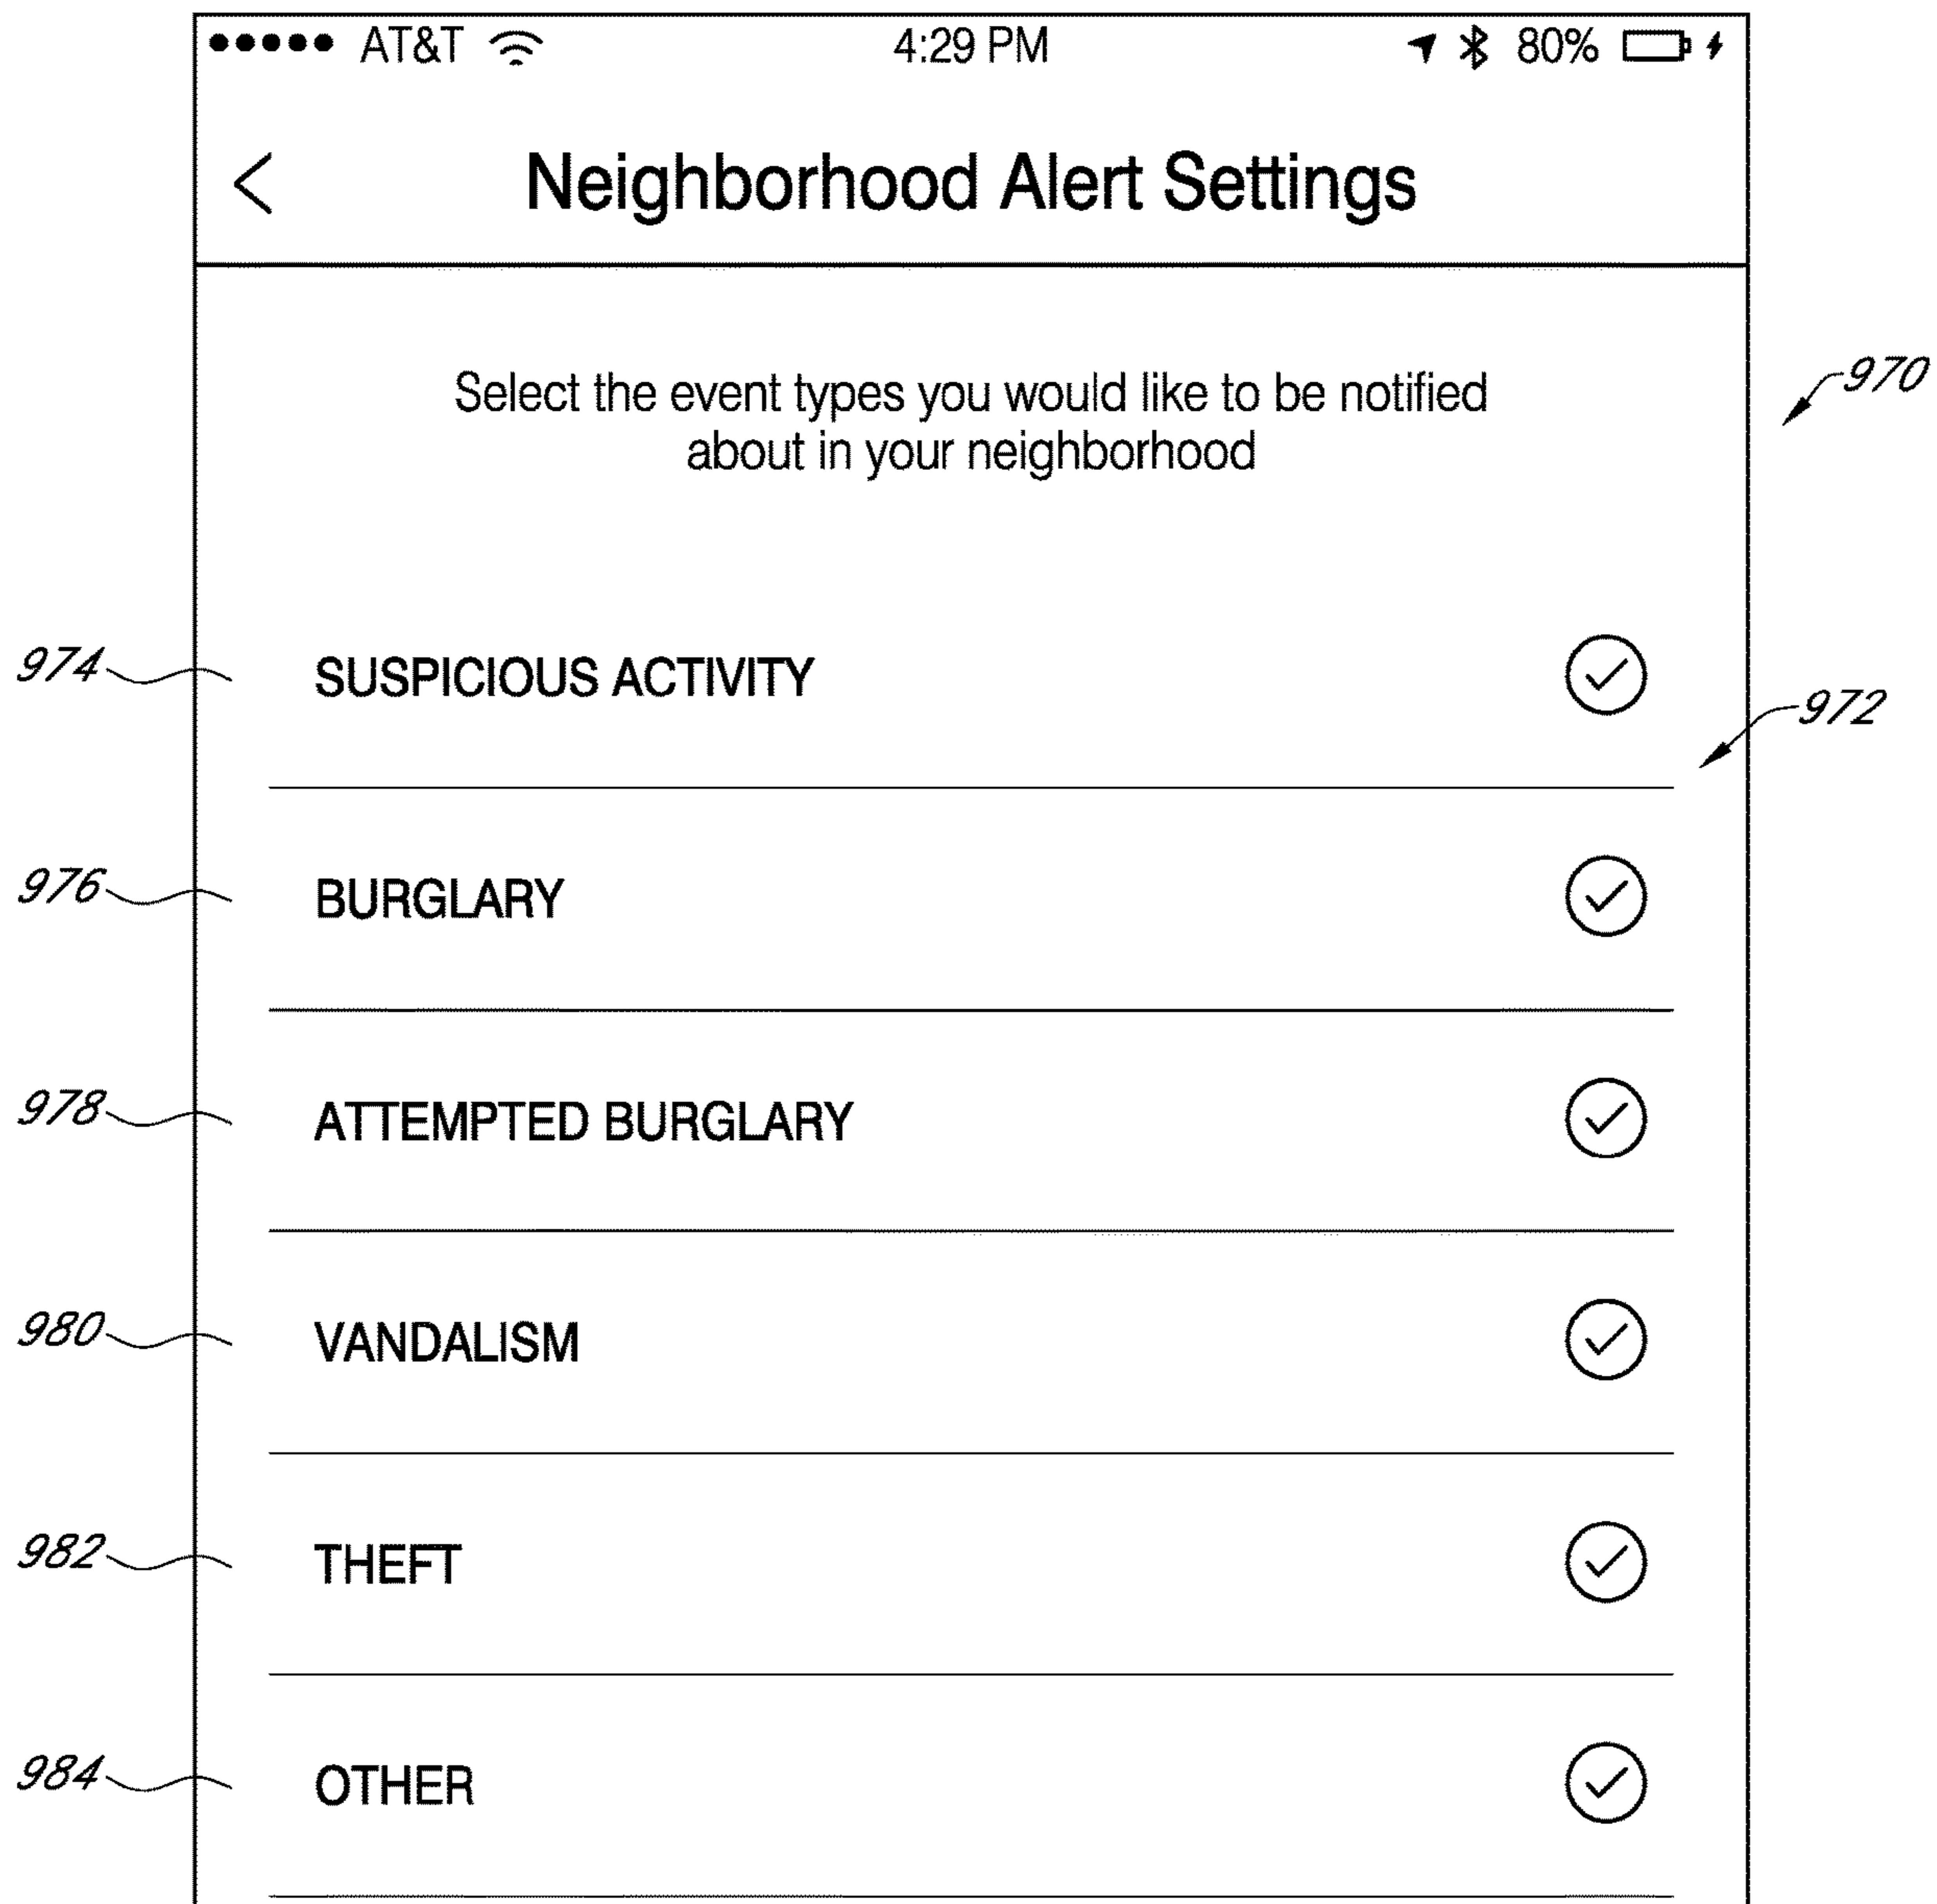 AT&T 4:29 PM 80%
Neighborhood Alert Settings
Select the event types you would like to be notified
about in your neighborhood
970
974 SUSPICIOUS ACTIVITY
972
976 BURGLARY
978 ATTEMPTED BURGLARY
980 VANDALISM
982 THEFT
984 OTHER